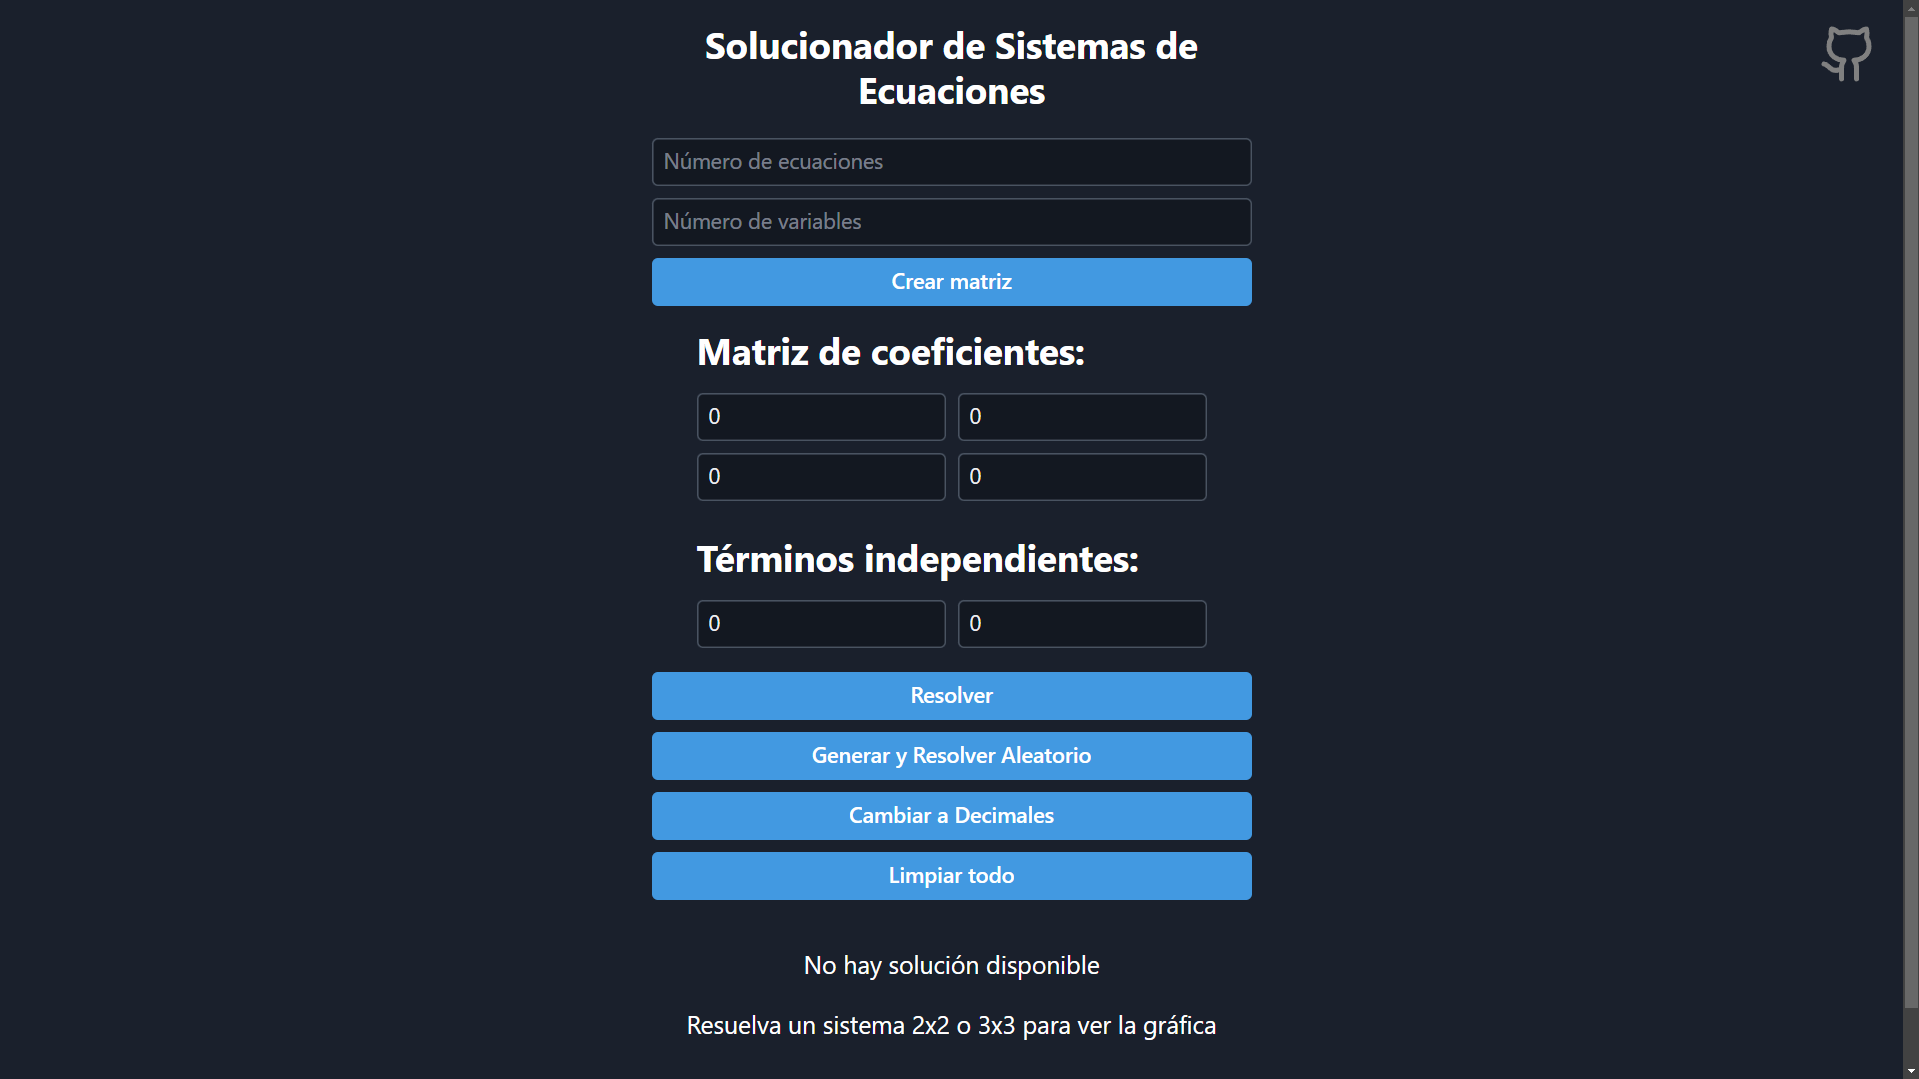 Solucionador de Sistemas de
Ecuaciones
Número de ecuaciones
Número de variables
Crear matriz
Matriz de coeficientes:
0 0
0 0
Términos independientes:
0 0
Resolver
Generar y Resolver Aleatorio
Cambiar a Decimales
Limpiar todo
No hay solución disponible
Resuelva un sistema 2x2 o 3x3 para ver la gráfica